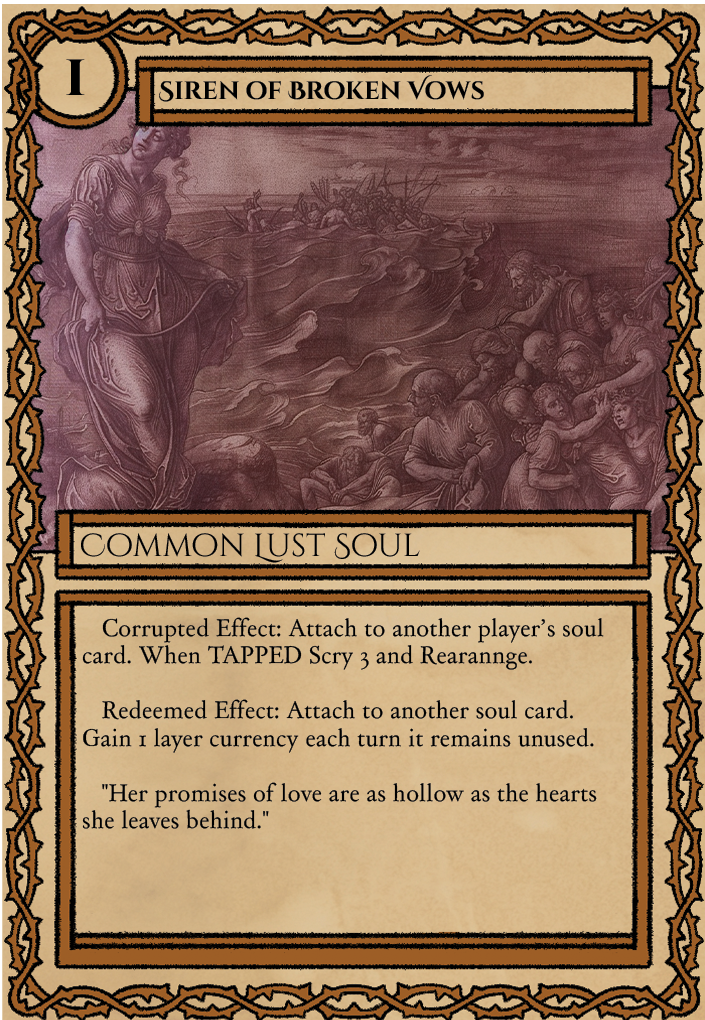 I
Siren of Broken Vows
Common Lust Soul
Corrupted Effect: Attach to another player’s soul
card. When TAPPED Scry 3 and Rearannge.
Redeemed Effect: Attach to another soul card.
Gain 1 layer currency each turn it remains unused.
"Her promises of love are as hollow as the hearts
she leaves behind."